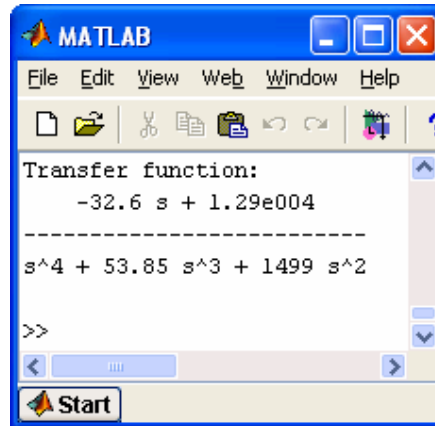 MATLAB
File Edit View Web Window Help
Transfer function:
-32.6 s + 1.29e004
-------------------------
s^4 + 53.85 s^3 + 1499 s^2
>>
Start